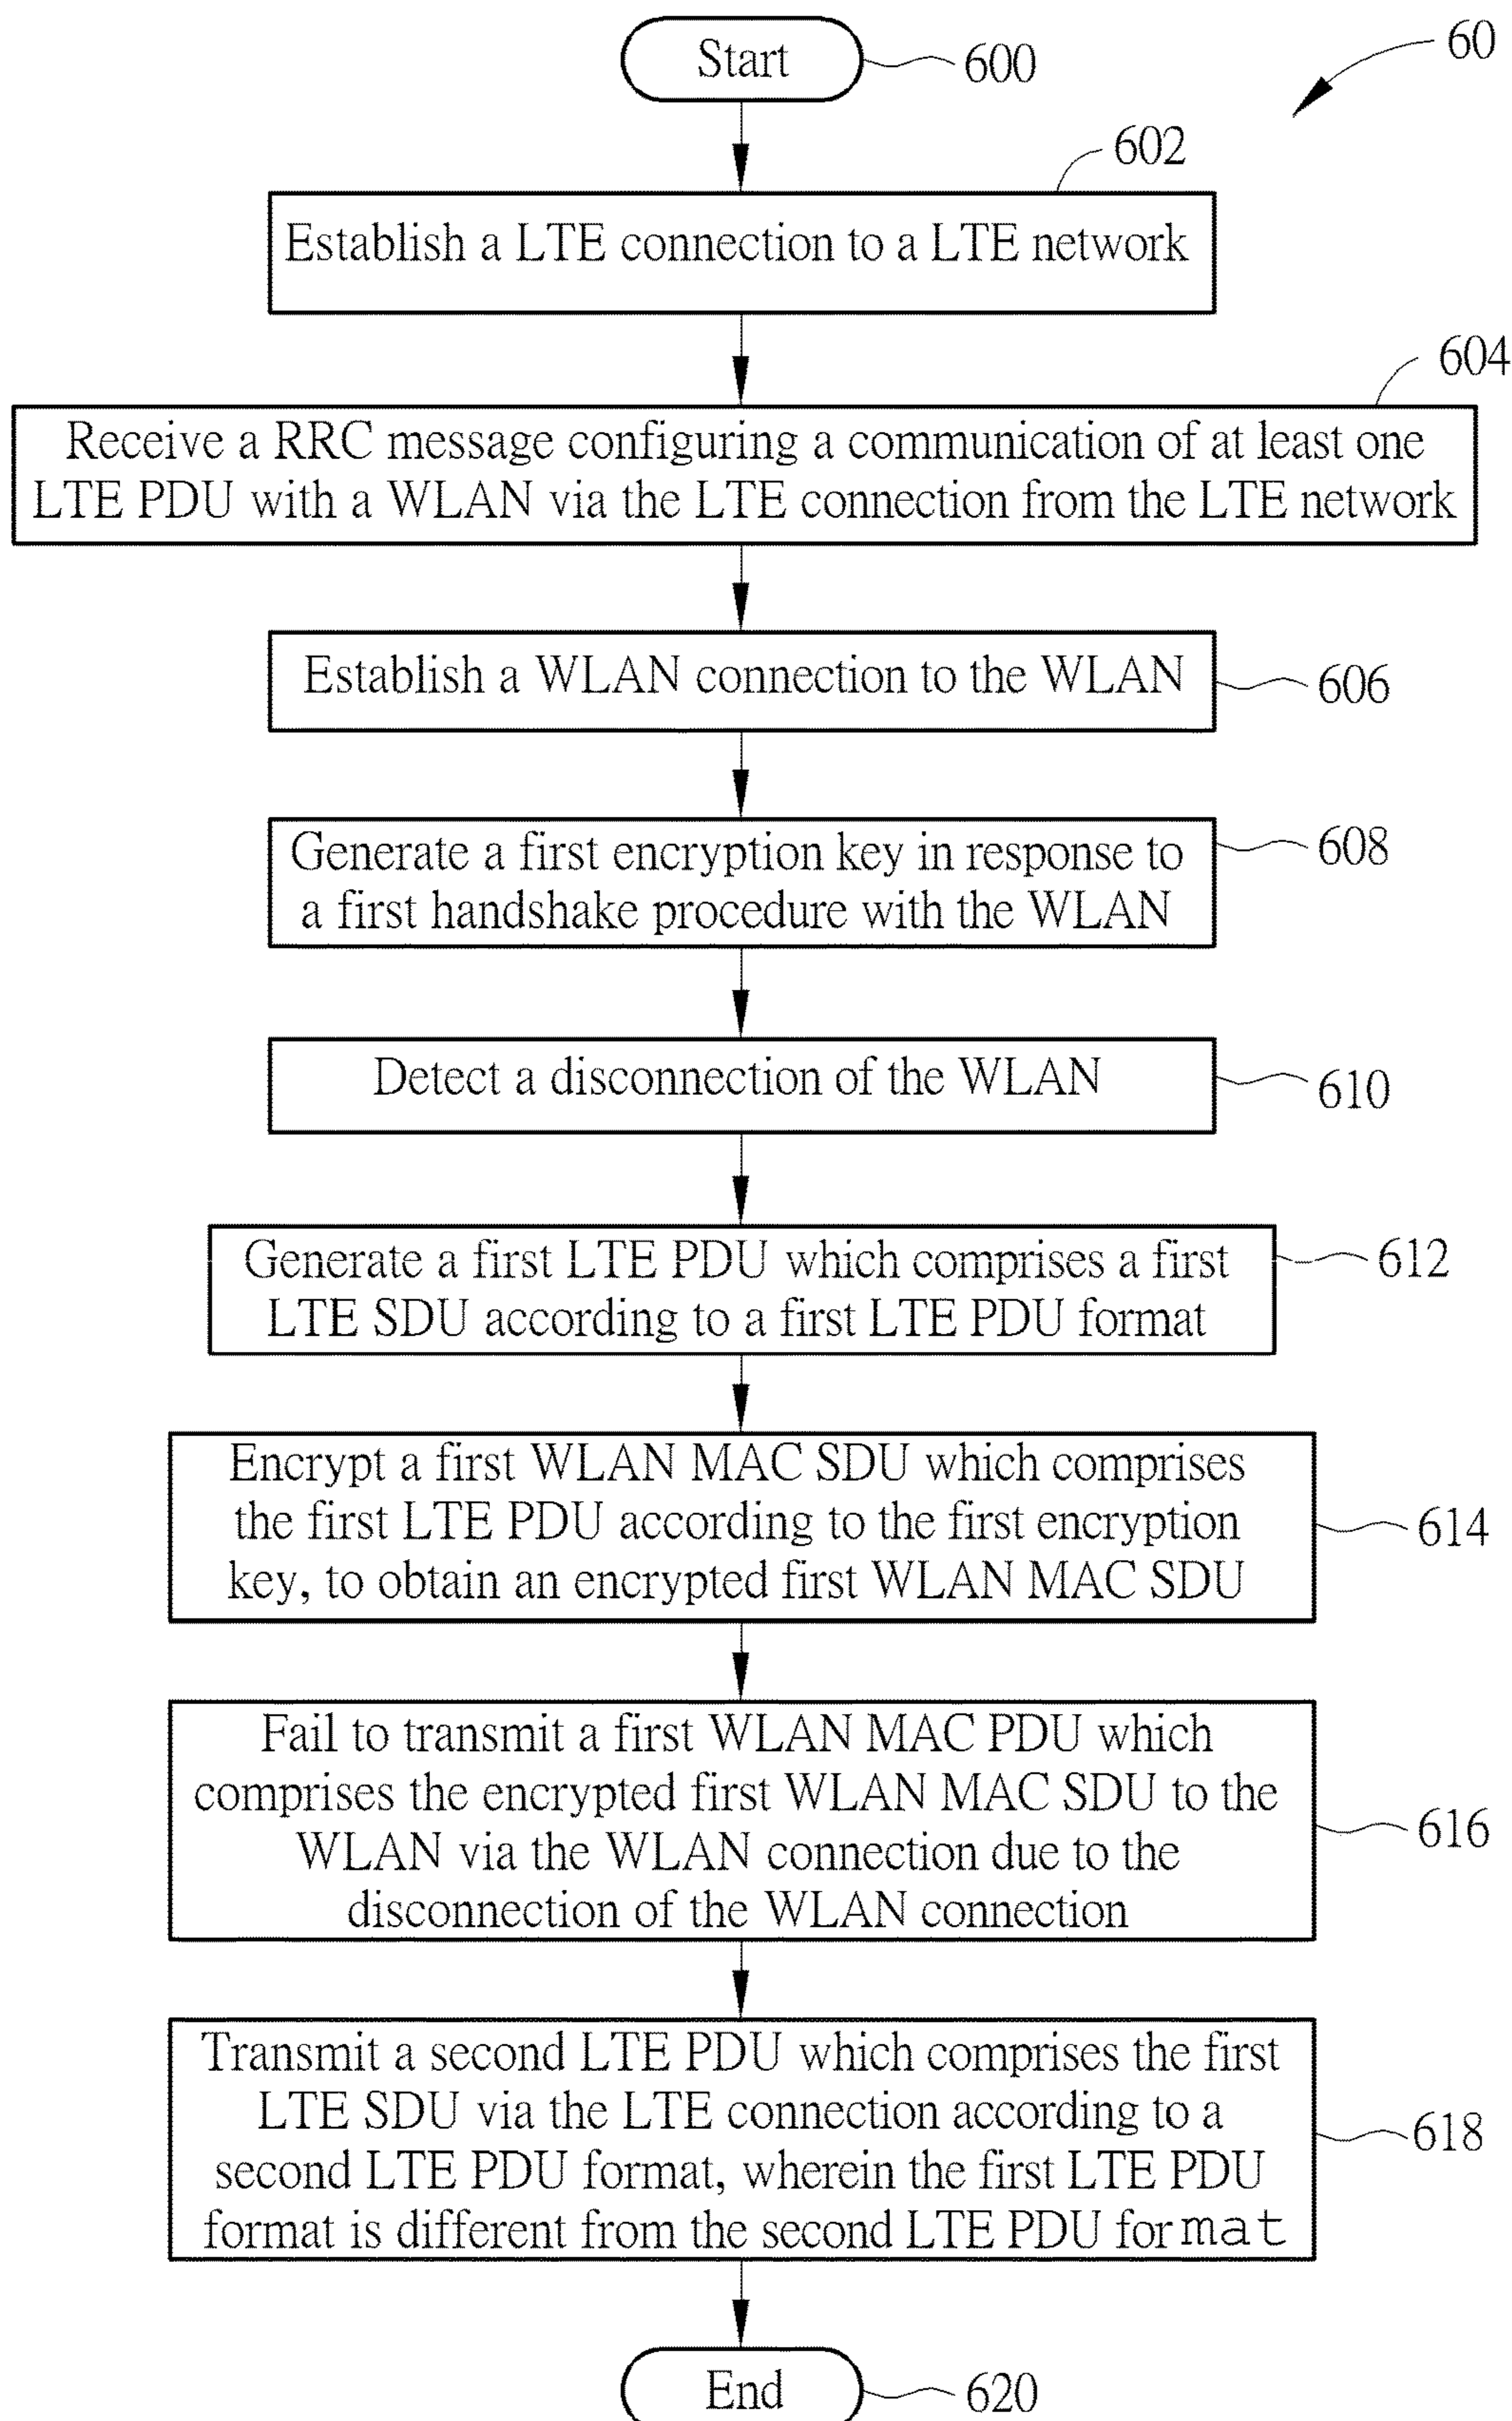 Start
600
60
602
Establish a LTE connection to a LTE network
604
Receive a RRC message configuring a communication of at least one
LTE PDU with a WLAN via the LTE connection from the LTE network
Establish a WLAN connection to the WLAN
606
Generate a first encryption key in response to
a first handshake procedure with the WLAN
608
Detect a disconnection of the WLAN
610
Generate a first LTE PDU which comprises a first
LTE SDU according to a first LTE PDU format
612
Encrypt a first WLAN MAC SDU which comprises
the first LTE PDU according to the first encryption
key, to obtain an encrypted first WLAN MAC SDU
614
Fail to transmit a first WLAN MAC PDU which
comprises the encrypted first WLAN MAC SDU to the
WLAN via the WLAN connection due to the
disconnection of the WLAN connection
616
Transmit a second LTE PDU which comprises the first
LTE SDU via the LTE connection according to a
second LTE PDU format, wherein the first LTE PDU
format is different from the second LTE PDU format
618
End
620